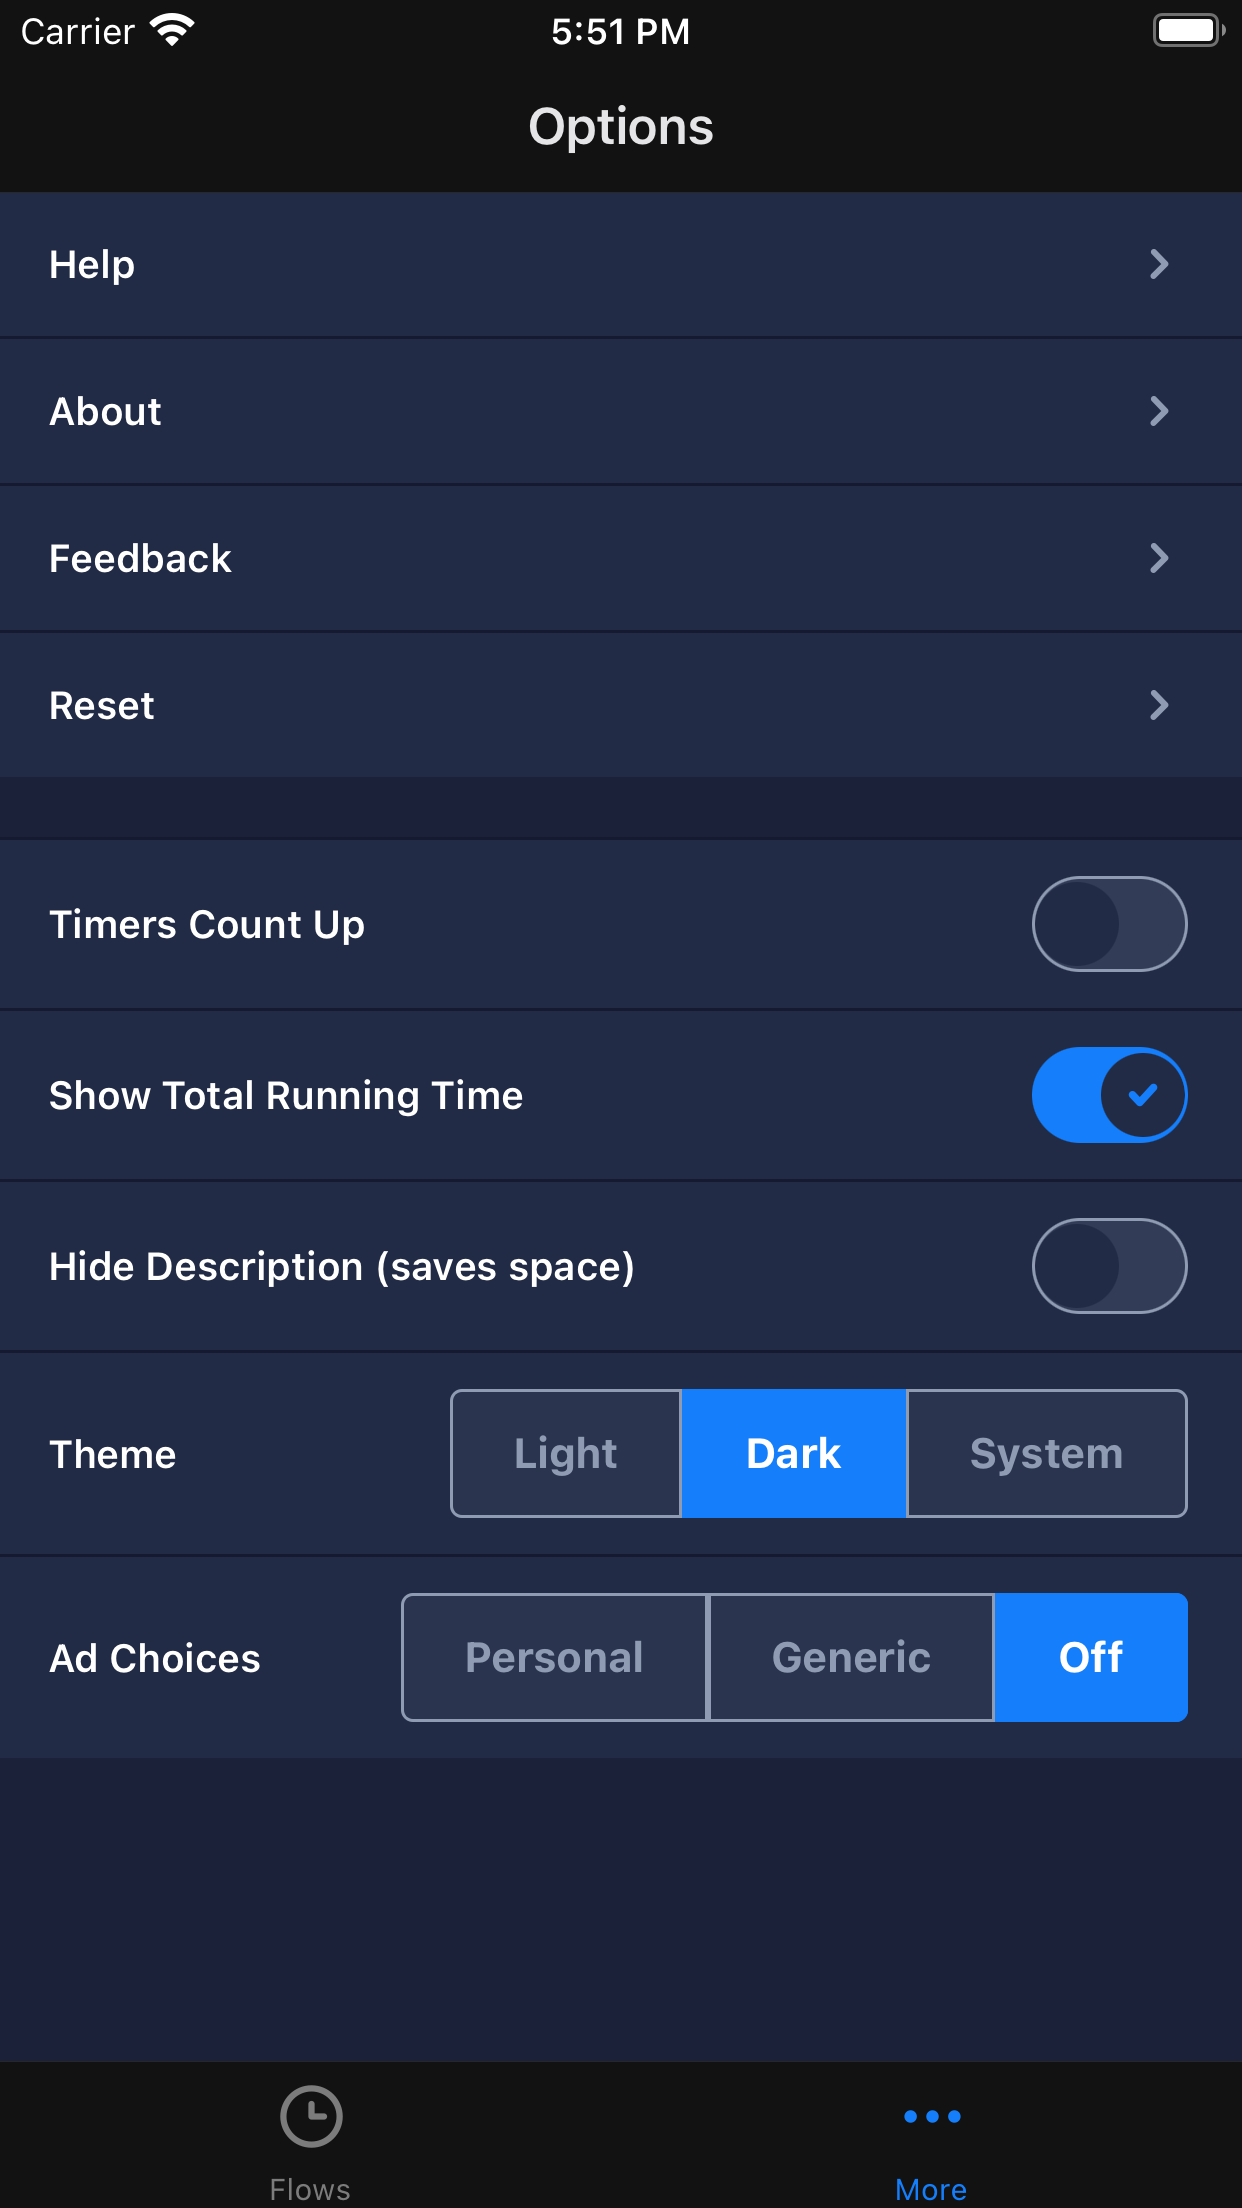 Carrier 5:51 PM
Options
Help
About
Feedback
Reset
Timers Count Up
Show Total Running Time
Hide Description (saves space)
Theme Light Dark System
Ad Choices Personal Generic Off
Flows More